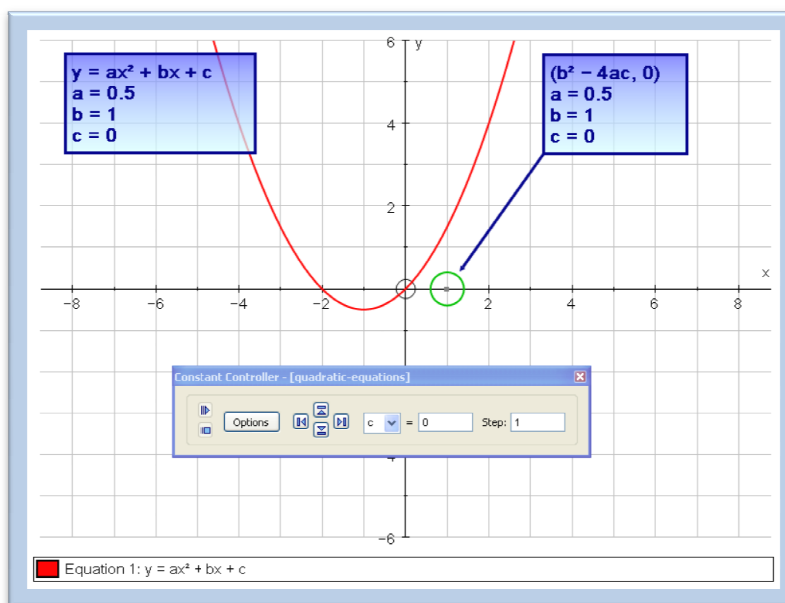 6
y
y = ax² + bx + c
a = 0.5
b = 1
c = 0
(b² − 4ac, 0)
a = 0.5
b = 1
c = 0
4
2
x
−8
−6
−4
−2
2
4
6
8
Constant Controller - [quadratic-equations]
Options
c = 0
Step: 1
−6
Equation 1: y = ax² + bx + c